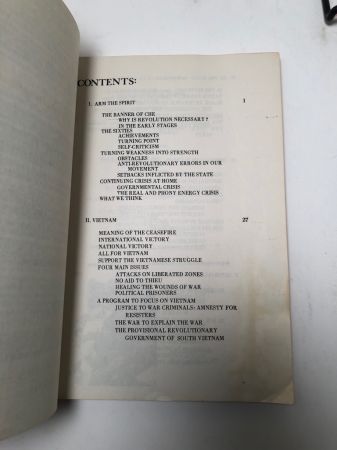 CONTENTS:
I. ARM THE SPIRIT 1
THE BANNER OF CHE
WHY IS REVOLUTION NECESSARY?
IN THE EARLY STAGES
THE SIXTIES
ACHIEVEMENTS
TURNING POINT
SELF-CRITICISM
TURNING WEAKNESS INTO STRENGTH
OBSTACLES
ANTI-REVOLUTIONARY ERRORS IN OUR
MOVEMENT
SETBACKS INFLICTED BY THE STATE
CONTINUING CRISIS AT HOME
GOVERNMENTAL CRISIS
THE REAL AND PHONY ENERGY CRISIS
WHAT WE THINK
II. VIETNAM 27
MEANING OF THE CEASEFIRE
INTERNATIONAL VICTORY
NATIONAL VICTORY
ALL FOR VIETNAM
SUPPORT THE VIETNAMESE STRUGGLE
FOUR MAIN ISSUES
ATTACKS ON LIBERATED ZONES
NO AID TO THIEU
HEALING THE WOUNDS OF WAR
POLITICAL PRISONERS
A PROGRAM TO FOCUS ON VIETNAM
JUSTICE TO WAR CRIMINALS: AMNESTY FOR
RESISTERS
THE WAR TO EXPLAIN THE WAR
THE PROVISIONAL REVOLUTIONARY
GOVERNMENT OF SOUTH VIETNAM